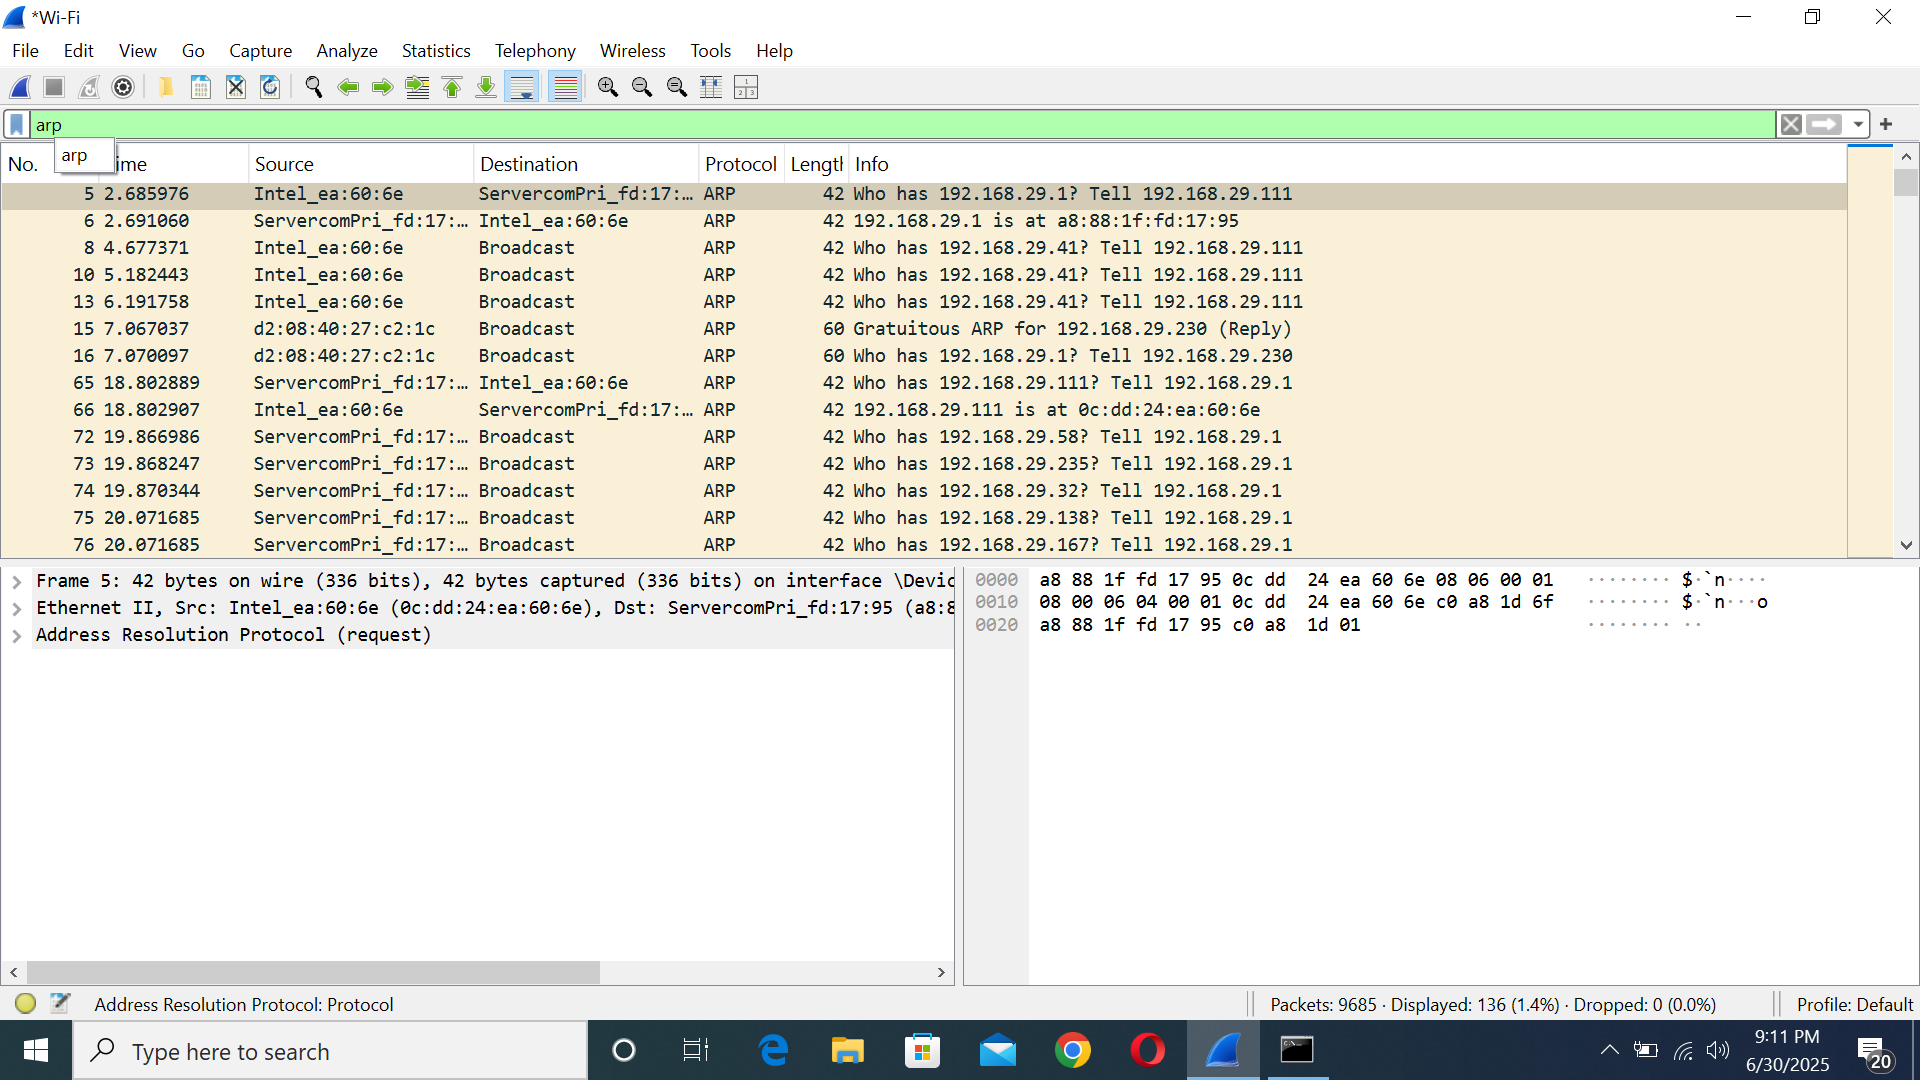 *Wi-Fi
File Edit View Go Capture Analyze Statistics Telephony Wireless Tools Help
arp
arp
No. Source Destination Protocol Length Info
5 2.685976 Intel_ea:60:6e ServercomPri_fd:17:… ARP 42 Who has 192.168.29.1? Tell 192.168.29.111
6 2.691060 ServercomPri_fd:17:… Intel_ea:60:6e ARP 42 192.168.29.1 is at a8:88:1f:fd:17:95
8 4.677371 Intel_ea:60:6e Broadcast ARP 42 Who has 192.168.29.41? Tell 192.168.29.111
10 5.182443 Intel_ea:60:6e Broadcast ARP 42 Who has 192.168.29.41? Tell 192.168.29.111
13 6.191758 Intel_ea:60:6e Broadcast ARP 42 Who has 192.168.29.41? Tell 192.168.29.111
15 7.067037 d2:08:40:27:c2:1c Broadcast ARP 60 Gratuitous ARP for 192.168.29.230 (Reply)
16 7.070097 d2:08:40:27:c2:1c Broadcast ARP 60 Who has 192.168.29.1? Tell 192.168.29.230
65 18.802889 ServercomPri_fd:17:… Intel_ea:60:6e ARP 42 Who has 192.168.29.111? Tell 192.168.29.1
66 18.802907 Intel_ea:60:6e ServercomPri_fd:17:… ARP 42 192.168.29.111 is at 0c:dd:24:ea:60:6e
72 19.866986 ServercomPri_fd:17:… Broadcast ARP 42 Who has 192.168.29.58? Tell 192.168.29.1
73 19.868247 ServercomPri_fd:17:… Broadcast ARP 42 Who has 192.168.29.235? Tell 192.168.29.1
74 19.870344 ServercomPri_fd:17:… Broadcast ARP 42 Who has 192.168.29.32? Tell 192.168.29.1
75 20.071685 ServercomPri_fd:17:… Broadcast ARP 42 Who has 192.168.29.138? Tell 192.168.29.1
76 20.071685 ServercomPri_fd:17:… Broadcast ARP 42 Who has 192.168.29.167? Tell 192.168.29.1
Frame 5: 42 bytes on wire (336 bits), 42 bytes captured (336 bits) on interface \Devic
Ethernet II, Src: Intel_ea:60:6e (0c:dd:24:ea:60:6e), Dst: ServercomPri_fd:17:95 (a8:8
Address Resolution Protocol (request)
0000 a8 88 1f fd 17 95 0c dd 24 ea 60 6e 08 06 00 01 ········ $·`n····
0010 08 00 06 04 00 01 0c dd 24 ea 60 6e c0 a8 1d 6f ········ $·`n···o
0020 a8 88 1f fd 17 95 c0 a8 1d 01 ········ ··
Address Resolution Protocol: Protocol
Packets: 9685 · Displayed: 136 (1.4%) · Dropped: 0 (0.0%)
Profile: Default
Type here to search
9:11 PM
6/30/2025
20